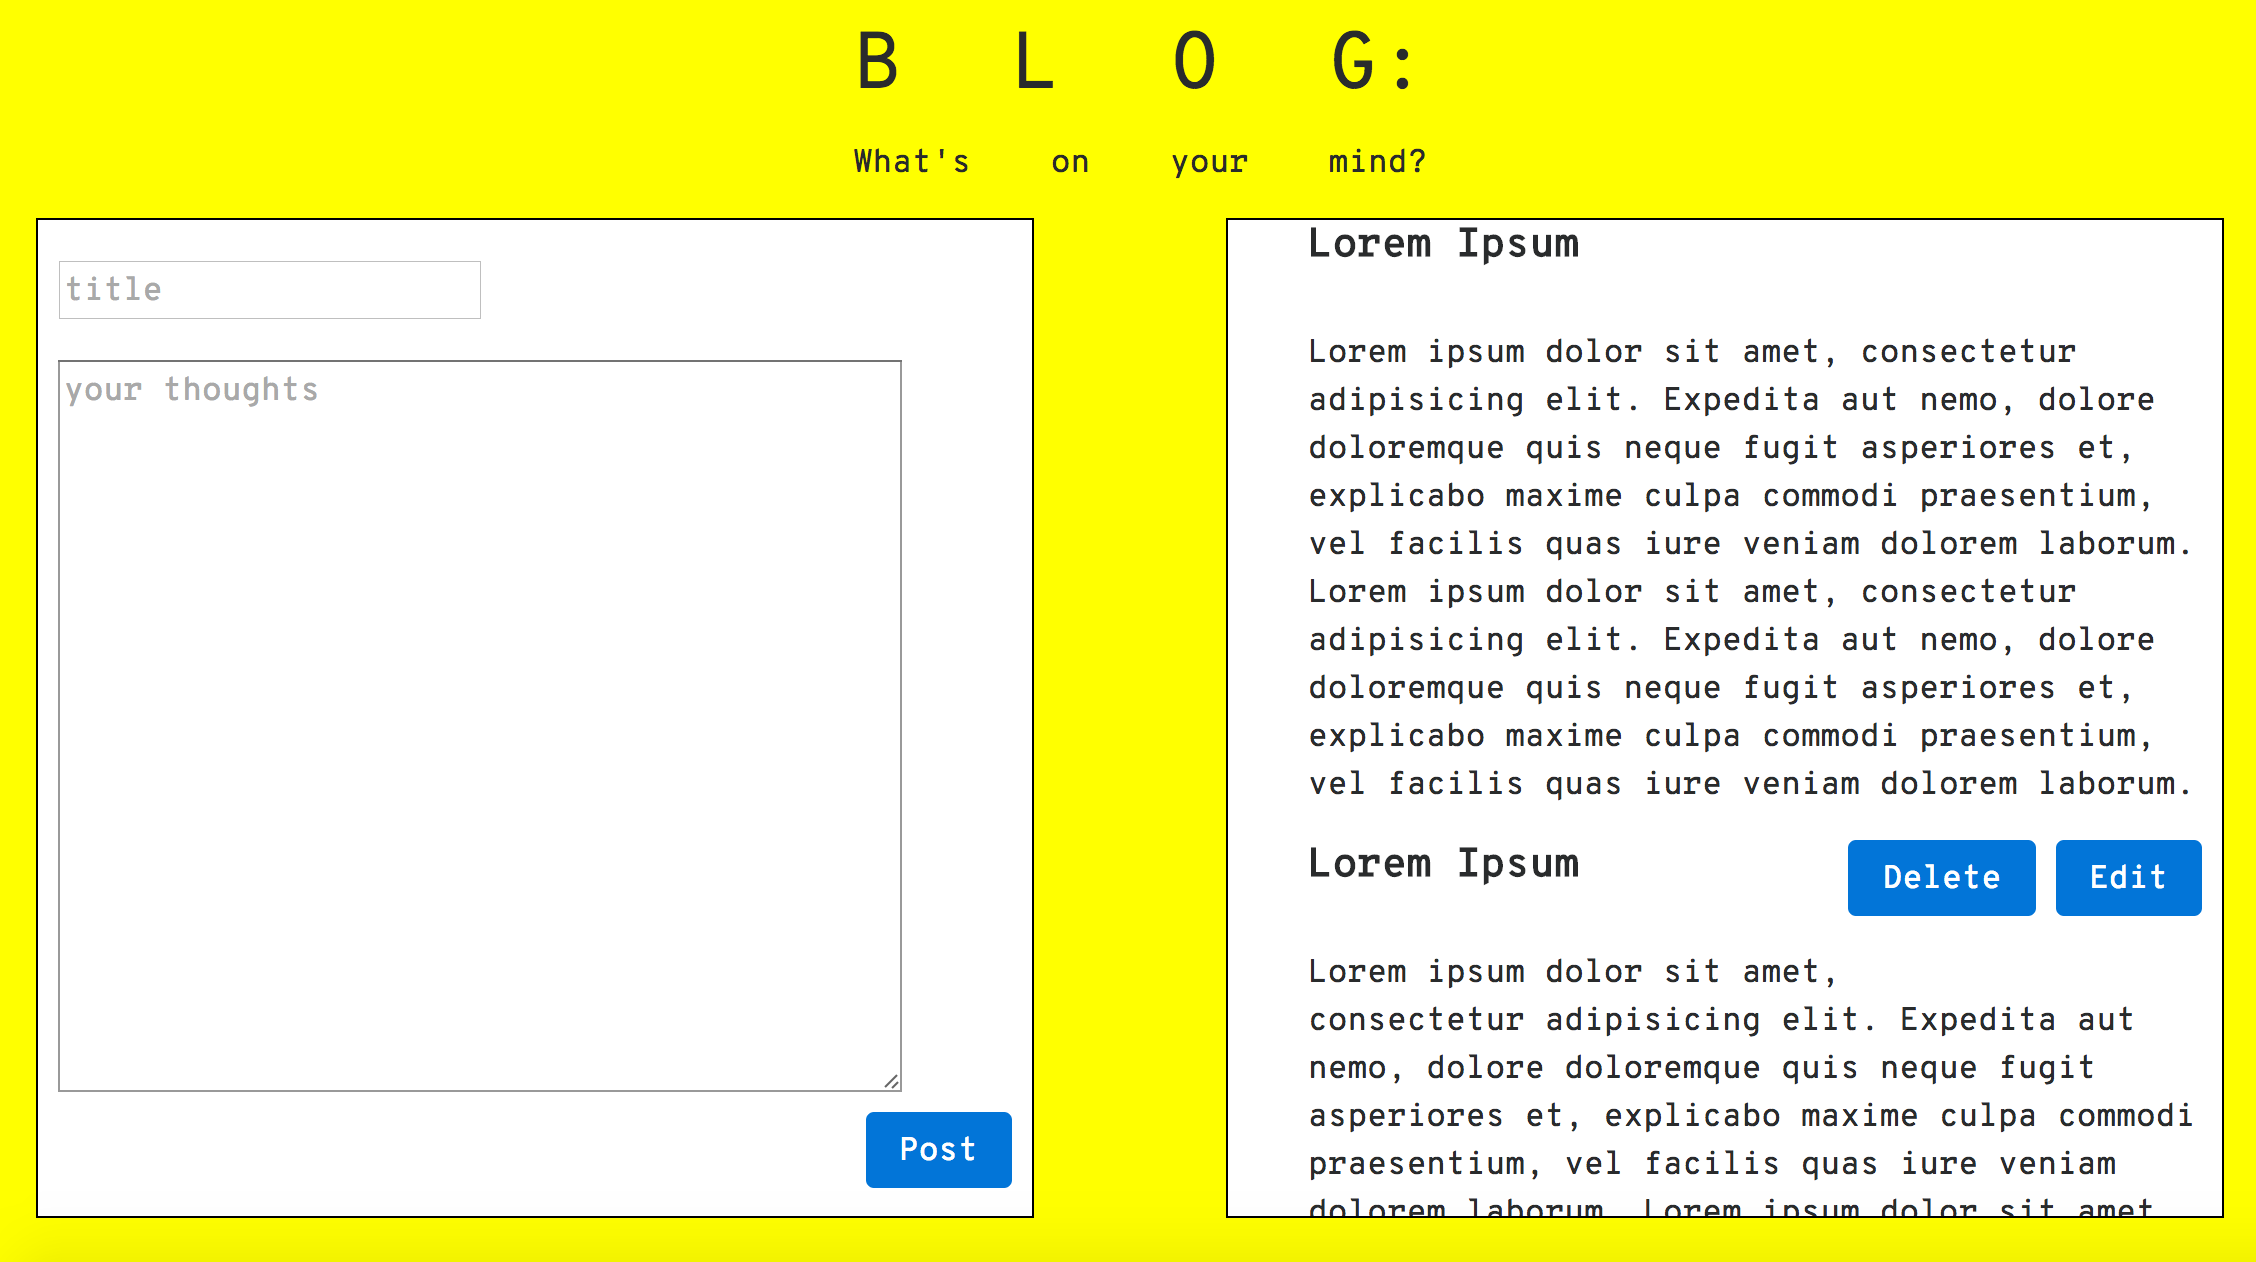 B L O G:
What's on your mind?
title
your thoughts
Post
Lorem Ipsum
Lorem ipsum dolor sit amet, consectetur
adipisicing elit. Expedita aut nemo, dolore
doloremque quis neque fugit asperiores et,
explicabo maxime culpa commodi praesentium,
vel facilis quas iure veniam dolorem laborum.
Lorem ipsum dolor sit amet, consectetur
adipisicing elit. Expedita aut nemo, dolore
doloremque quis neque fugit asperiores et,
explicabo maxime culpa commodi praesentium,
vel facilis quas iure veniam dolorem laborum.
Lorem Ipsum
Delete
Edit
Lorem ipsum dolor sit amet,
consectetur adipisicing elit. Expedita aut
nemo, dolore doloremque quis neque fugit
asperiores et, explicabo maxime culpa commodi
praesentium, vel facilis quas iure veniam
dolorem laborum. Lorem ipsum dolor sit amet